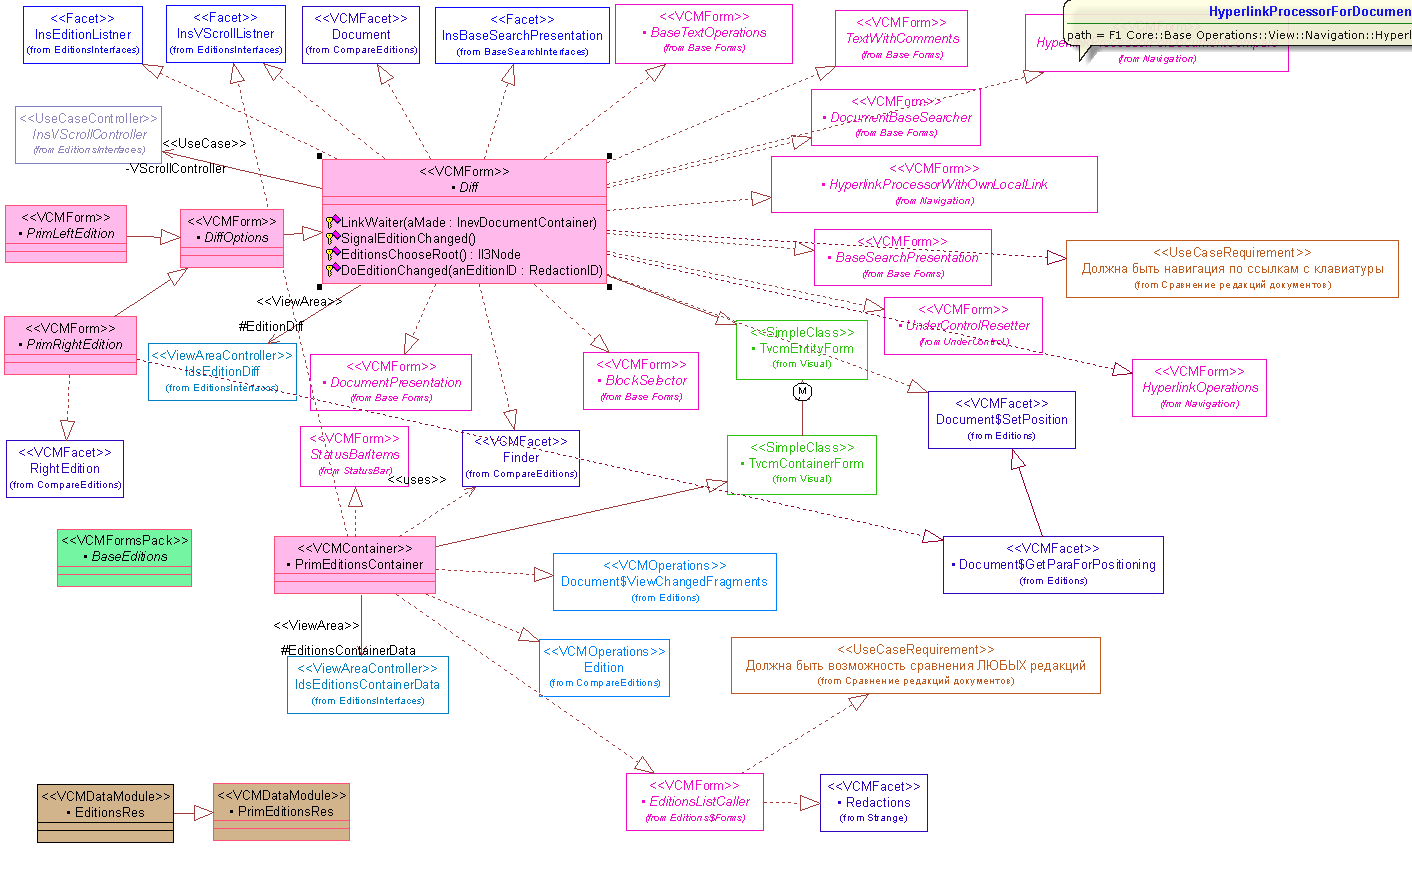 <<Facet>>
InsEditionListner
(from EditionsInterfaces)
<<Facet>>
InsVScrollListner
(from EditionsInterfaces)
<<VCMFacet>>
Document
(from CompareEditions)
<<Facet>>
InsBaseSearchPresentation
(from BaseSearchInterfaces)
<<VCMForm>>
• BaseTextOperations
(from Base Forms)
<<VCMForm>>
TextWithComments
(from Base Forms)
HyperlinkProcessorForDocumen
path = F1 Core::Base Operations::View::Navigation::Hyperl
(from Navigation)
<<UseCaseController>>
InsVScrollController
(from EditionsInterfaces)
<<UseCase>>
-VScrollController
<<VCMForm>>
• DocumentBaseSearcher
(from Base Forms)
<<VCMForm>>
• Diff
LinkWaiter(aMade : InevDocumentContainer)
SignalEditionChanged()
EditionsChooseRoot() : Il3Node
DoEditionChanged(anEditionID : RedactionID)
<<VCMForm>>
• HyperlinkProcessorWithOwnLocalLink
(from Navigation)
<<VCMForm>>
• PrimLeftEdition
<<VCMForm>>
• DiffOptions
<<VCMForm>>
• BaseSearchPresentation
(from Base Forms)
<<UseCaseRequirement>>
Должна быть навигация по ссылкам с клавиатуры
(from Сравнение редакций документов)
<<ViewArea>>
#EditionDiff
<<VCMForm>>
• UnderControlResetter
(from UnderControl)
<<VCMForm>>
• PrimRightEdition
<<ViewAreaController>>
IdsEditionDiff
(from EditionsInterfaces)
<<VCMForm>>
• DocumentPresentation
(from Base Forms)
<<VCMForm>>
• BlockSelector
(from Base Forms)
<<SimpleClass>>
• TvcmEntityForm
(from Visual)
M
<<VCMForm>>
HyperlinkOperations
(from Navigation)
<<VCMFacet>>
Document$SetPosition
(from Editions)
<<VCMFacet>>
RightEdition
(from CompareEditions)
<<VCMForm>>
StatusBarItems
(from StatusBar)
<<uses>>
<<VCMFacet>>
Finder
(from CompareEditions)
<<SimpleClass>>
• TvcmContainerForm
(from Visual)
<<VCMFormsPack>>
• BaseEditions
<<VCMContainer>>
• PrimEditionsContainer
<<VCMOperations>>
Document$ViewChangedFragments
(from Editions)
<<VCMFacet>>
• Document$GetParaForPositioning
(from Editions)
<<ViewArea>>
#EditionsContainerData
<<ViewAreaController>>
IdsEditionsContainerData
(from EditionsInterfaces)
<<VCMOperations>>
Edition
(from CompareEditions)
<<UseCaseRequirement>>
Должна быть возможность сравнения ЛЮБЫХ редакций
(from Сравнение редакций документов)
<<VCMDataModule>>
• EditionsRes
<<VCMDataModule>>
• PrimEditionsRes
<<VCMForm>>
• EditionsListCaller
(from Editions$Forms)
<<VCMFacet>>
• Redactions
(from Strange)